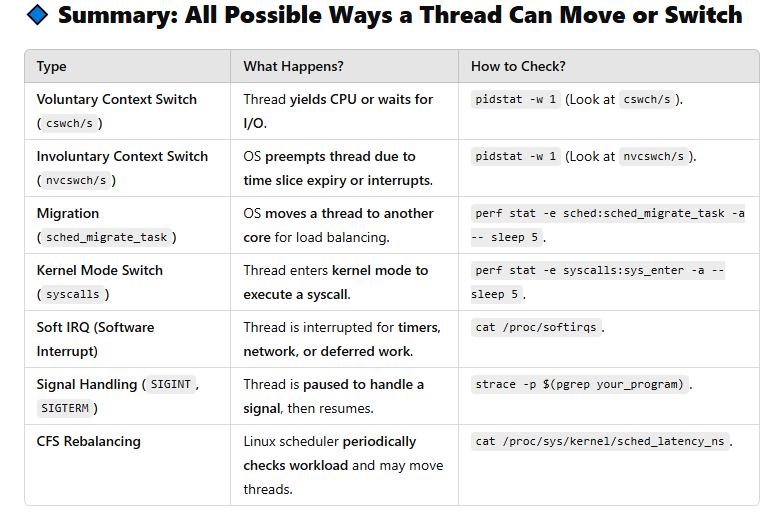 Summary: All Possible Ways a Thread Can Move or Switch
Type
What Happens?
How to Check?
Voluntary Context Switch
( cswch/s )
Thread yields CPU or waits for
I/O.
pidstat -w 1 (Look at cswch/s ).
Involuntary Context Switch
( nvcswch/s )
OS preempts thread due to
time slice expiry or interrupts.
pidstat -w 1 (Look at nvcswch/s ).
Migration
( sched_migrate_task )
OS moves a thread to another
core for load balancing.
perf stat -e sched:sched_migrate_task -a
-- sleep 5 .
Kernel Mode Switch
( syscalls )
Thread enters kernel mode to
execute a syscall.
perf stat -e syscalls:sys_enter -a --
sleep 5 .
Soft IRQ (Software
Interrupt)
Thread is interrupted for timers,
network, or deferred work.
cat /proc/softirqs .
Signal Handling ( SIGINT ,
SIGTERM )
Thread is paused to handle a
signal, then resumes.
strace -p $(pgrep your_program) .
CFS Rebalancing
Linux scheduler periodically
checks workload and may move
threads.
cat /proc/sys/kernel/sched_latency_ns .